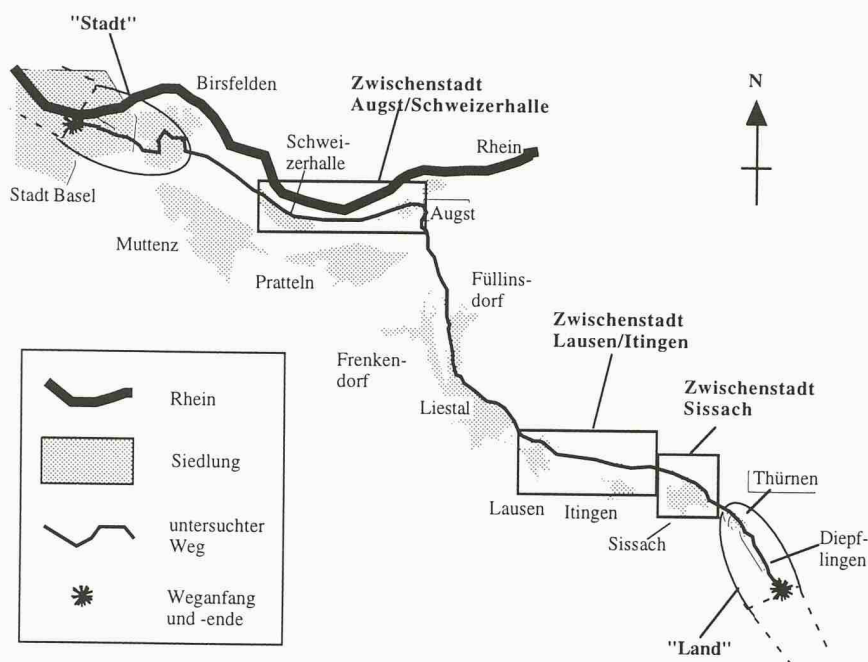 "Stadt"
Birsfelden
Zwischenstadt
Augst/Schweizerhalle
N
Schwei-
zerhalle
Rhein
Stadt Basel
Augst
Muttenz
Pratteln
Füllins-
dorf
Zwischenstadt
Lausen/Itingen
Frenken-
dorf
Zwischenstadt
Sissach
Liestal
Thürnen
Lausen
Itingen
Sissach
Diepf-
lingen
"Land"
Rhein
Siedlung
untersuchter
Weg
Weganfang
und -ende